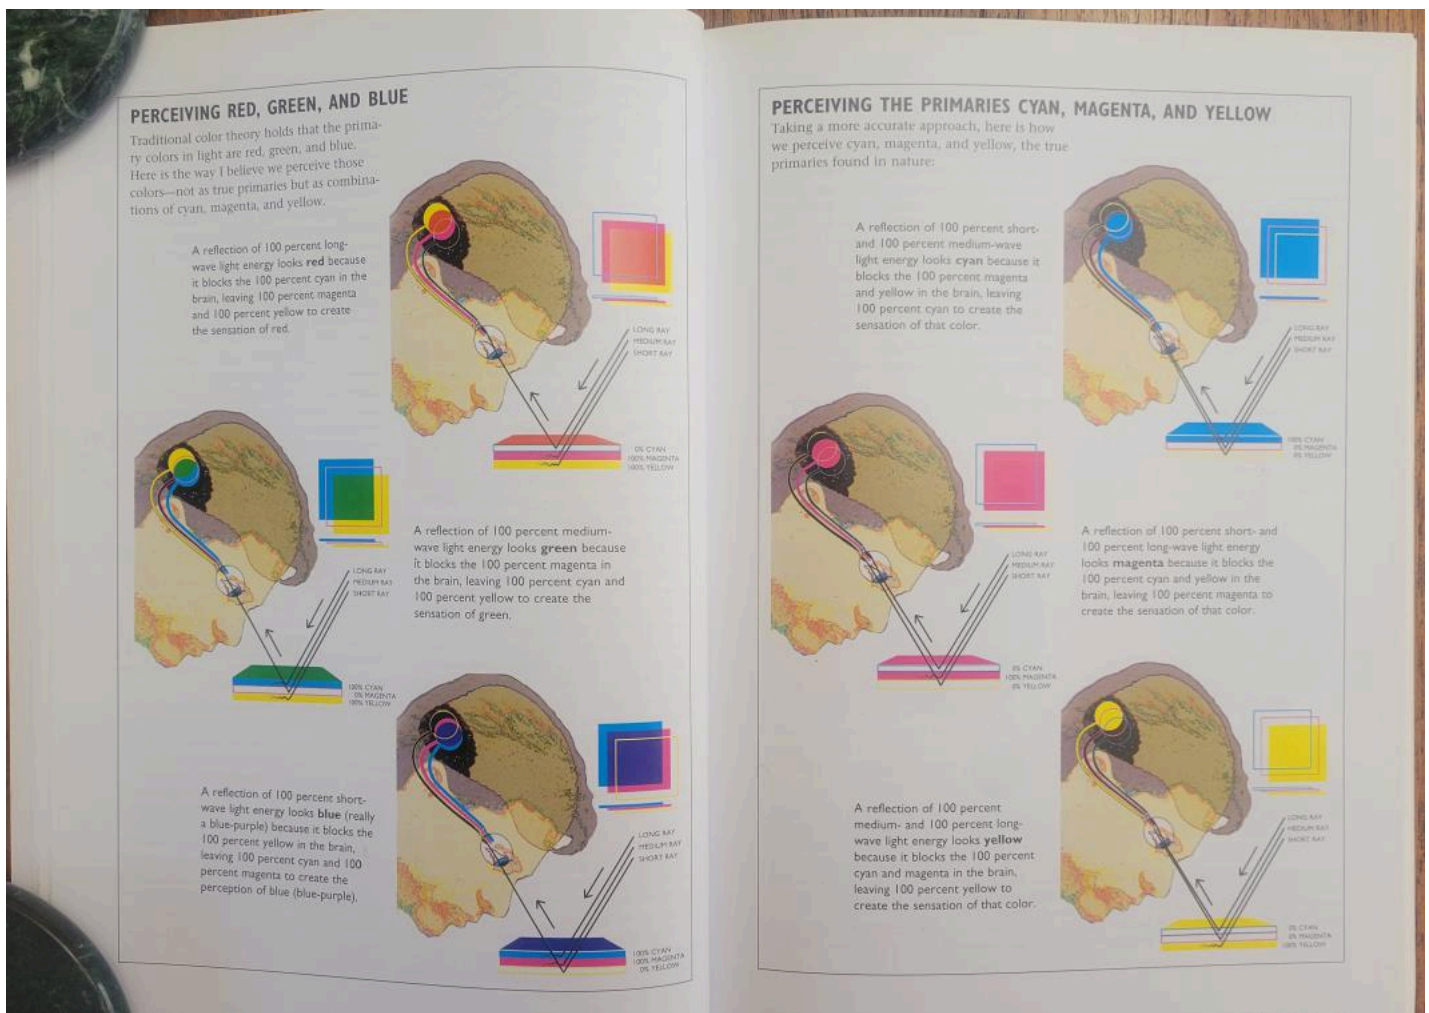 PERCEIVING RED, GREEN, AND BLUE
Traditional color theory holds that the prima-
ry colors in light are red, green, and blue.
Here is the way I believe we perceive those
colors—not as true primaries but as combina-
tions of cyan, magenta, and yellow.
A reflection of 100 percent long-
wave light energy looks red because
it blocks the 100 percent cyan in the
brain, leaving 100 percent magenta
and 100 percent yellow to create
the sensation of red.
LONG RAY
MEDIUM RAY
SHORT RAY
0% CYAN
100% MAGENTA
100% YELLOW
A reflection of 100 percent medium-
wave light energy looks green because
it blocks the 100 percent magenta in
the brain, leaving 100 percent cyan and
100 percent yellow to create the
sensation of green.
LONG RAY
MEDIUM RAY
SHORT RAY
100% CYAN
0% MAGENTA
100% YELLOW
A reflection of 100 percent short-
wave light energy looks blue (really
a blue-purple) because it blocks the
100 percent yellow in the brain,
leaving 100 percent cyan and 100
percent magenta to create the
perception of blue (blue-purple).
LONG RAY
MEDIUM RAY
SHORT RAY
100% CYAN
100% MAGENTA
0% YELLOW
PERCEIVING THE PRIMARIES CYAN, MAGENTA, AND YELLOW
Taking a more accurate approach, here is how
we perceive cyan, magenta, and yellow, the true
primaries found in nature:
A reflection of 100 percent short-
and 100 percent medium-wave
light energy looks cyan because it
blocks the 100 percent magenta
and yellow in the brain, leaving
100 percent cyan to create the
sensation of that color.
LONG RAY
MEDIUM RAY
SHORT RAY
100% CYAN
0% MAGENTA
0% YELLOW
A reflection of 100 percent short- and
100 percent long-wave light energy
looks magenta because it blocks the
100 percent cyan and yellow in the
brain, leaving 100 percent magenta to
create the sensation of that color.
LONG RAY
MEDIUM RAY
SHORT RAY
0% CYAN
100% MAGENTA
0% YELLOW
A reflection of 100 percent
medium- and 100 percent long-
wave light energy looks yellow
because it blocks the 100 percent
cyan and magenta in the brain,
leaving 100 percent yellow to
create the sensation of that color.
LONG RAY
MEDIUM RAY
SHORT RAY
0% CYAN
0% MAGENTA
100% YELLOW